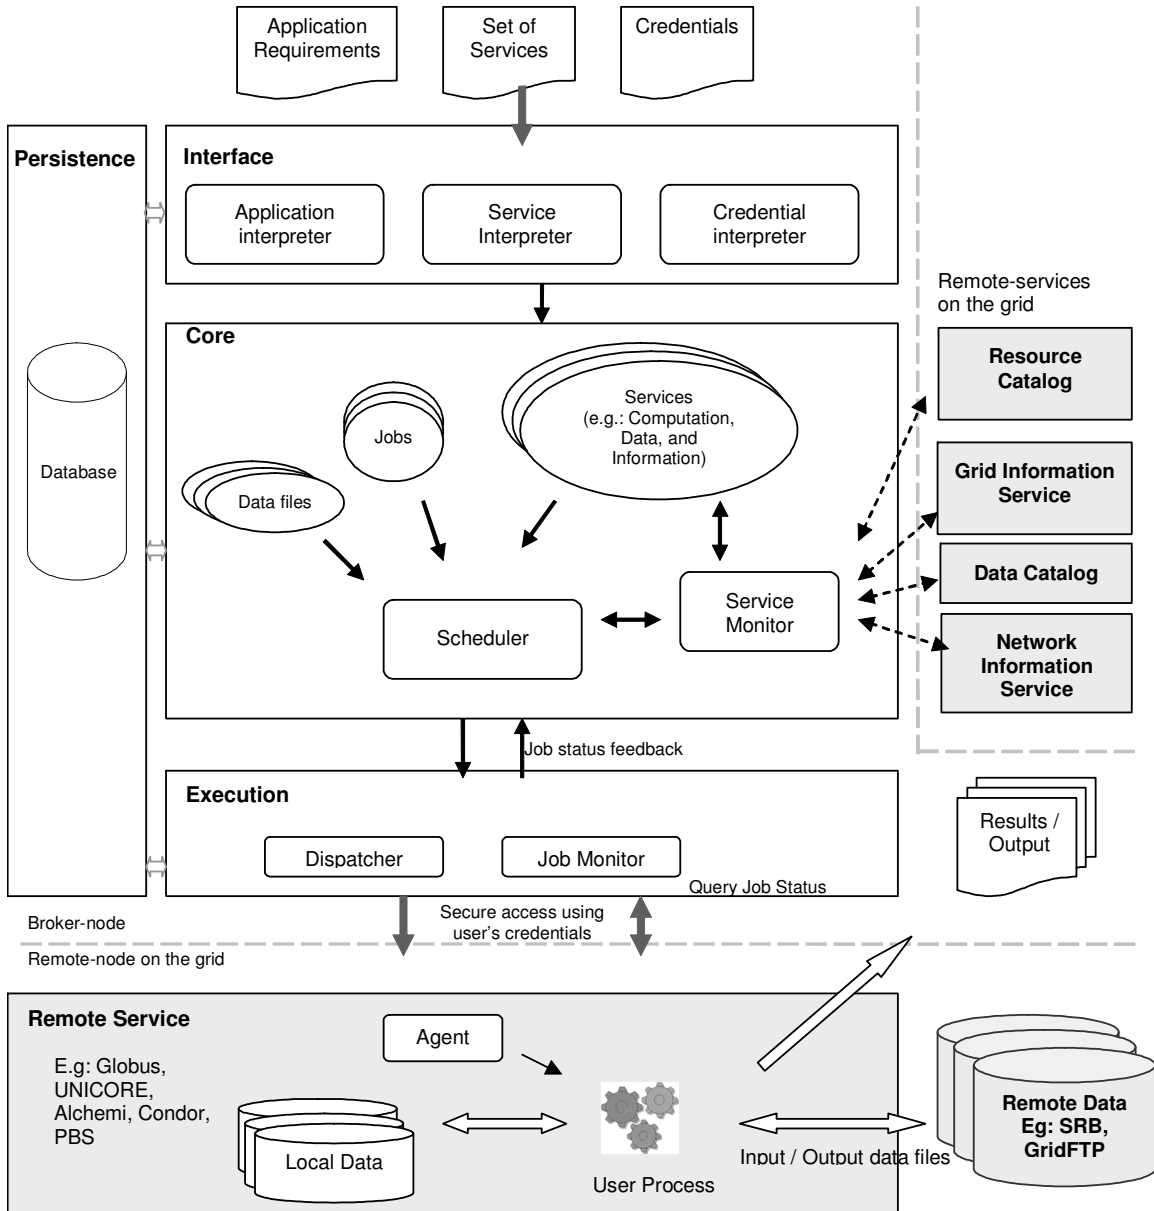 Application
Requirements
Set of
Services
Credentials
Persistence
Interface
Application
interpreter
Service
Interpreter
Credential
interpreter
Remote-services
on the grid
Core
Resource
Catalog
Services
(e.g.: Computation,
Data, and
Information)
Jobs
Database
Data files
Grid Information
Service
Data Catalog
Service
Monitor
Scheduler
Network
Information
Service
Job status feedback
Execution
Dispatcher
Job Monitor
Query Job Status
Results /
Output
Secure access using
user's credentials
Broker-node
Remote-node on the grid
Remote Service
E.g: Globus,
UNICORE,
Alchemi, Condor,
PBS
Agent
Local Data
User Process
Input / Output data files
Remote Data
Eg: SRB,
GridFTP